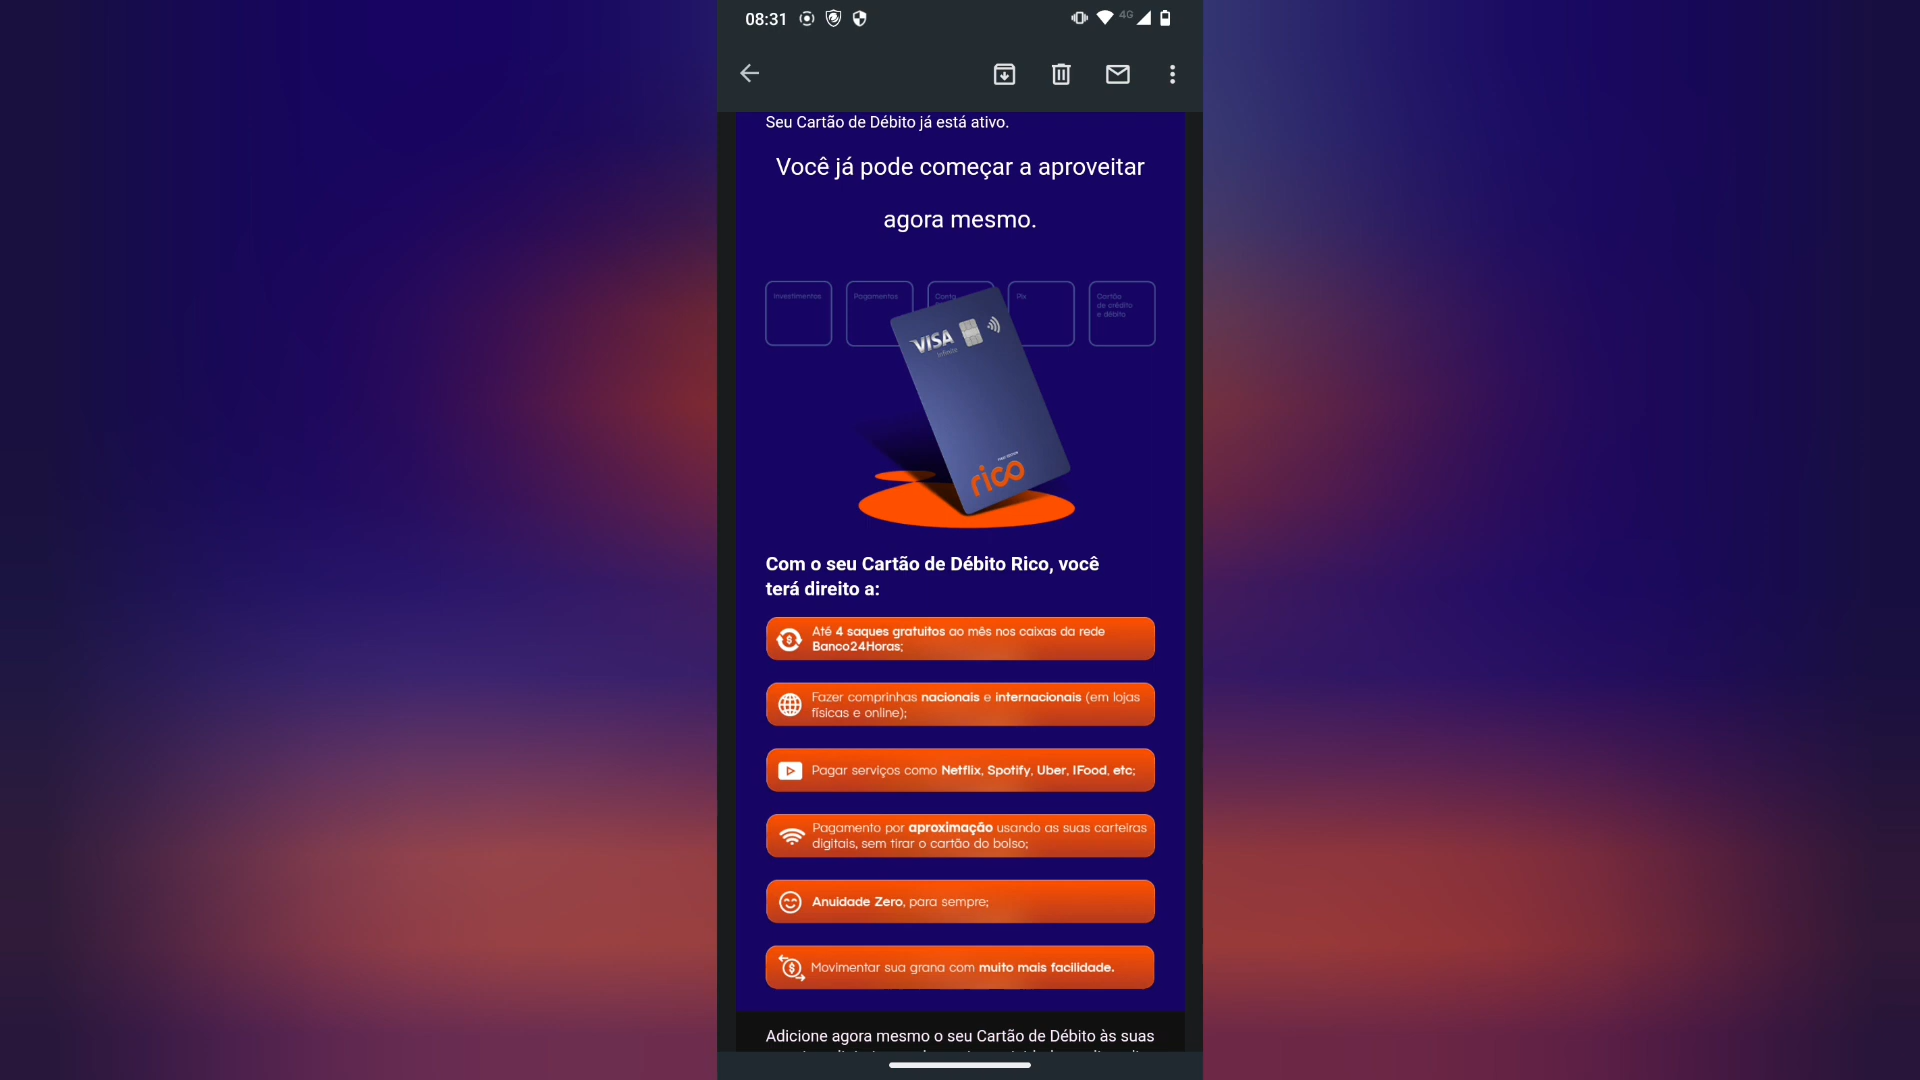 08:31
4G
Seu Cartão de Débito já está ativo.
Você já pode começar a aproveitar
agora mesmo.
Investimentos
Pagamentos
Conta
Pix
Cartão
de crédito
e débito
VISA
Infinite
rico
Com o seu Cartão de Débito Rico, você
terá direito a:
Até 4 saques gratuitos ao mês nos caixas da rede
Banco24Horas;
Fazer comprinhas nacionais e internacionais (em lojas
físicas e online);
Pagar serviços como Netflix, Spotify, Uber, IFood, etc;
Pagamento por aproximação usando as suas carteiras
digitais, sem tirar o cartão do bolso;
Anuidade Zero, para sempre;
Movimentar sua grana com muito mais facilidade.
Adicione agora mesmo o seu Cartão de Débito às suas